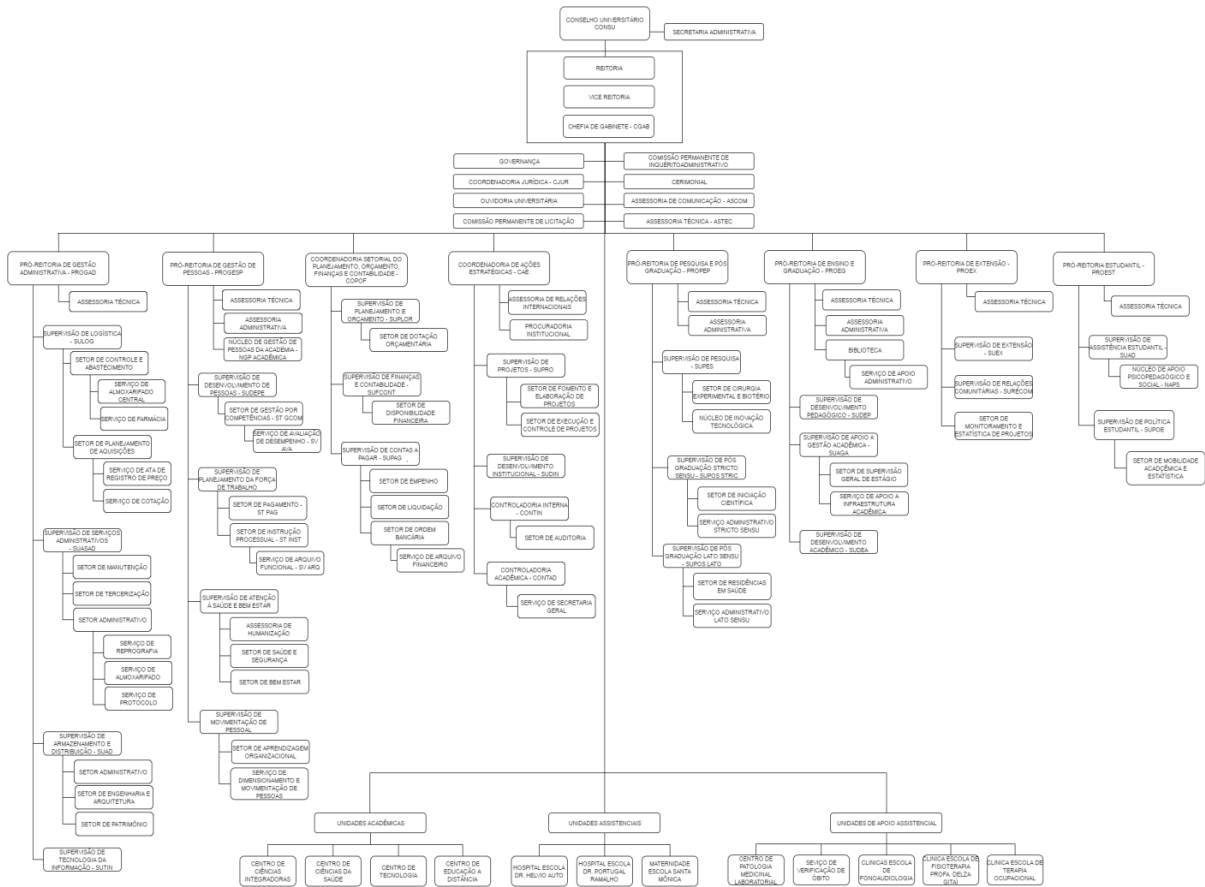 CONSELHO UNIVERSITÁRIO
CONSU
SECRETARIA ADMINISTRATIVA
REITORIA
VICE REITORIA
CHEFIA DE GABINETE - CGAB
GOVERNANÇA
COMISSÃO PERMANENTE DE
INQUÉRITOADMINISTRATIVO
COORDENADORIA JURÍDICA - CJUR
CERIMONIAL
OUVIDORIA UNIVERSITÁRIA
ASSESSORA DE COMUNICAÇÃO - ASCOM
COMISSÃO PERMANENTE DE LICITAÇÃO
ASSESSORA TÉCNICA - ASTEC
PRÓ-REITORIA DE GESTÃO
ADMINISTRATIVA - PROGAD
ASSESSORIA TÉCNICA
SUPERVISÃO DE LOGÍSTICA
- SULOG
SETOR DE CONTROLE E
ABASTECIMENTO
SERVIÇO DE
ALMOXARIFADO
CENTRAL
SERVIÇO DE FARMÁCIA
SETOR DE PLANEJAMENTO
DE AQUISIÇÕES
SERVIÇO DE ATA DE
REGISTRO DE PREÇO
SERVIÇO DE COTAÇÃO
SUPERVISÃO DE SERVIÇOS
ADMINISTRATIVOS
- SUASAD
SETOR DE MANUTENÇÃO
SETOR DE TERCERIZAÇÃO
SETOR ADMINISTRATIVO
SERVIÇO DE
REPROGRAFIA
SERVIÇO DE
ALMOXARIFADO
SERVIÇO DE
PROTOCOLO
SUPERVISÃO DE
ARMAZENAMENTO E
DISTRIBUIÇÃO - SUAD
SETOR ADMINISTRATIVO
SETOR DE ENGENHARIA E
ARQUITETURA
SETOR DE PATRIMÔNIO
SUPERVISÃO DE
TECNOLOGIA DA
INFORMAÇÃO - SUTIN
PRÓ-REITORIA DE GESTÃO DE
PESSOAS - PROGESP
ASSESSORIA TÉCNICA
ASSESSORIA
ADMINISTRATIVA
NÚCLEO DE GESTÃO DE
PESSOAS DA ACADEMIA -
NGP ACADÊMICA
SUPERVISÃO DE
DESENVOLVIMENTO DE
PESSOAS - SUDEPE
SETOR DE GESTÃO POR
COMPETÊNCIAS - ST GCOM
SERVIÇO DE AVALIAÇÃO
DE DESEMPENHO - SV
AVA
SUPERVISÃO DE
PLANEJAMENTO DA FORÇA
DE TRABALHO
SETOR DE PAGAMENTO -
ST PAG
SETOR DE INSTRUÇÃO
PROCESSUAL - ST INST
SERVIÇO DE ARQUIVO
FUNCIONAL - SV ARQ
SUPERVISÃO DE ATENÇÃO
À SAÚDE E BEM ESTAR
ASSESSORIA DE
HUMANIZAÇÃO
SETOR DE SAÚDE E
SEGURANÇA
SETOR DE BEM ESTAR
SUPERVISÃO DE
MOVIMENTAÇÃO DE
PESSOAL
SETOR DE APRENDIZAGEM
ORGANIZACIONAL
SERVIÇO DE
DIMENSIONAMENTO E
MOVIMENTAÇÃO DE
PESSOAS
COORDENAÇÃO SETORIAL DO
PLANEJAMENTO, ORÇAMENTO,
FINANÇAS E CONTABILIDADE -
COPOF
SUPERVISÃO DE
PLANEJAMENTO E
ORÇAMENTO - SUPLOR
SETOR DE DOTAÇÃO
ORÇAMENTÁRIA
SUPERVISÃO DE FINANÇAS
E CONTABILIDADE -
SUFCONT
SETOR DE
DISPONIBILIDADE
FINANCEIRA
SUPERVISÃO DE CONTAS A
PAGAR - SUPAG
SETOR DE EMPENHO
SETOR DE LIQUIDAÇÃO
SETOR DE ORDEM
BANCÁRIA
SERVIÇO DE ARQUIVO
FINANCEIRO
COORDENADORIA DE AÇÕES
ESTRATÉGICAS - CAE
ASSESSORIA DE RELAÇÕES
INTERNACIONAIS
PROCURADORIA
INSTITUCIONAL
SUPERVISÃO DE
PROJETOS - SUPRO
SETOR DE FOMENTO E
ELABORAÇÃO DE
PROJETOS
SETOR DE EXECUÇÃO E
CONTROLE DE PROJETOS
SUPERVISÃO DE
DESENVOLVIMENTO
INSTITUCIONAL - SUDIN
CONTROLADORIA INTERNA
- CONTIN
SETOR DE AUDITORIA
CONTROLADORIA
ACADÊMICA - CONTAD
SERVIÇO DE SECRETARIA
GERAL
PRÓ-REITORIA DE PESQUISA E PÓS
GRADUAÇÃO - PROPEP
ASSESSORIA TÉCNICA
ASSESSORIA
ADMINISTRATIVA
SUPERVISÃO DE PESQUISA
- SUPES
SETOR DE CIRURGIA
EXPERIMENTAL E BIOTÉRIO
NÚCLEO DE INOVAÇÃO
TECNOLÓGICA
SUPERVISÃO DE PÓS
GRADUAÇÃO STRICTO
SENSU - SUPOS STRIC
SETOR DE INICIAÇÃO
CIENTÍFICA
SERVIÇO ADMINISTRATIVO
STRICTO SENSU
SUPERVISÃO DE PÓS
GRADUAÇÃO LATO SENSU
- SUPOS LATO
SETOR DE RESIDÊNCIAS
EM SAÚDE
SERVIÇO ADMINISTRATIVO
LATO SENSU
PRÓ-REITORIA DE ENSINO E
GRADUAÇÃO - PROEG
ASSESSORIA TÉCNICA
ASSESSORIA
ADMINISTRATIVA
BIBLIOTECA
SERVIÇO DE APOIO
ADMINISTRATIVO
SUPERVISÃO DE
DESENVOLVIMENTO
PEDAGÓGICO - SUDEP
SUPERVISÃO DE APOIO A
GESTÃO ACADÊMICA -
SUAGA
SETOR DE SUPERVISÃO
GERAL DE ESTÁGIO
SERVIÇO DE APOIO A
INFRAESTRUTURA
ACADÊMICA
SUPERVISÃO DE
DESENVOLVIMENTO
ACADÊMICO - SUDEA
PRÓ-REITORIA DE EXTENSÃO -
PROEX
ASSESSORIA TÉCNICA
SUPERVISÃO DE EXTENSÃO
- SUEX
SUPERVISÃO DE RELAÇÕES
COMUNITÁRIAS - SURECOM
SETOR DE
MONITORAMENTO E
ESTATÍSTICA DE PROJETOS
PRÓ-REITORIA ESTUDANTIL -
PROEST
ASSESSORIA TÉCNICA
SUPERVISÃO DE
ASSISTÊNCIA ESTUDANTIL -
SUAD
NÚCLEO DE APOIO
PSICOPEDAGÓGICO E
SOCIAL - NAPS
SUPERVISÃO DE POLÍTICA
ESTUDANTIL - SUPOE
SETOR DE MOBILIDADE
ACADÇÊMICA E
ESTATÍSTICA
UNIDADES ACADÊMICAS
CENTRO DE
CIÊNCIAS
INTEGRADORAS
CENTRO DE
CIÊNCIAS DA
SAÚDE
CENTRO DE
TECNOLOGIA
CENTRO DE
EDUCAÇÃO A
DISTÂNCIA
UNIDADES ASSISTENCIAIS
HOSPITAL ESCOLA
DR. HELVIO AUTO
HOSPITAL ESCOLA
DR. PORTUGAL
RAMALHO
MATERNIDADE
ESCOLA SANTA
MÔNICA
UNIDADES DE APOIO ASSISTENCIAL
CENTRO DE
PATOLOGIA
MEDICINAL
LABORATORIAL
SEVIÇO DE
VERIFICAÇÃO DE
ÓBITO
CLINICAS ESCOLA
DE
FONOAUDIOLOGIA
CLINICA ESCOLA DE
FISIOTERAPIA
PROFA. DELZA
GITAÍ
CLINICA ESCOLA DE
TERAPIA
OCUPACIONAL